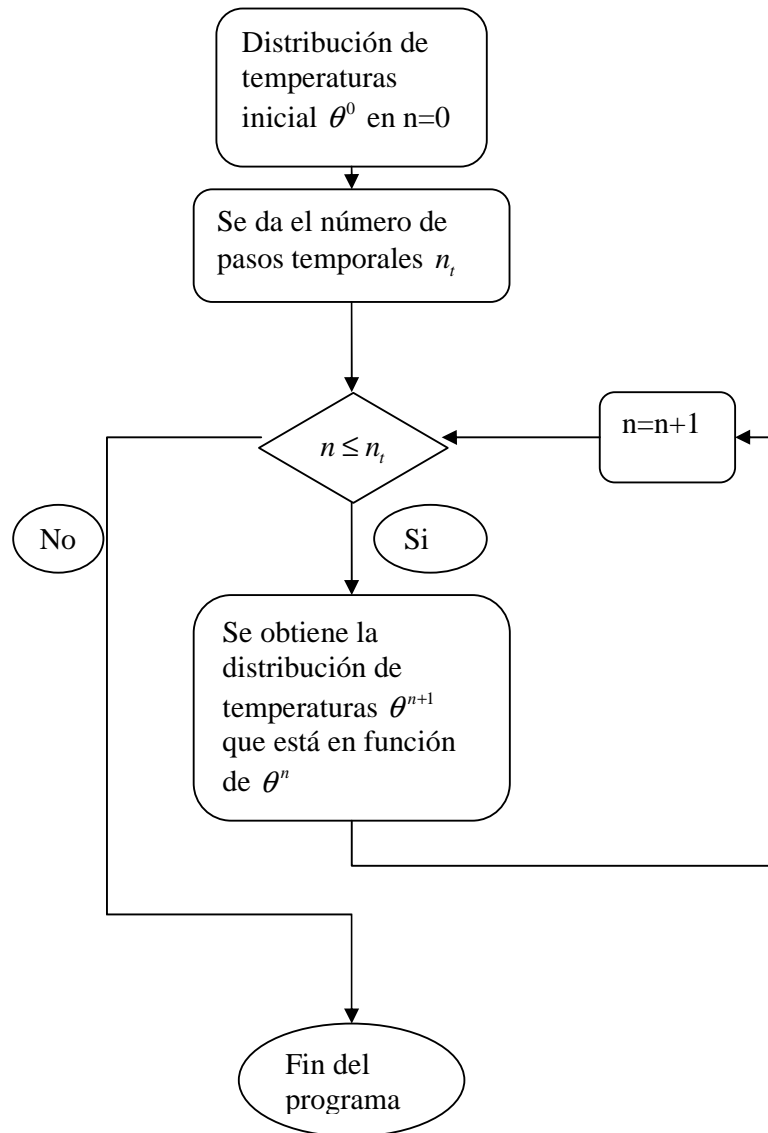 Distribución de
temperaturas
inicial θ⁰ en n=0
Se da el número de
pasos temporales nₜ
n ≤ nₜ
n=n+1
No
Si
Se obtiene la
distribución de
temperaturas θⁿ⁺¹
que está en función
de θⁿ
Fin del
programa